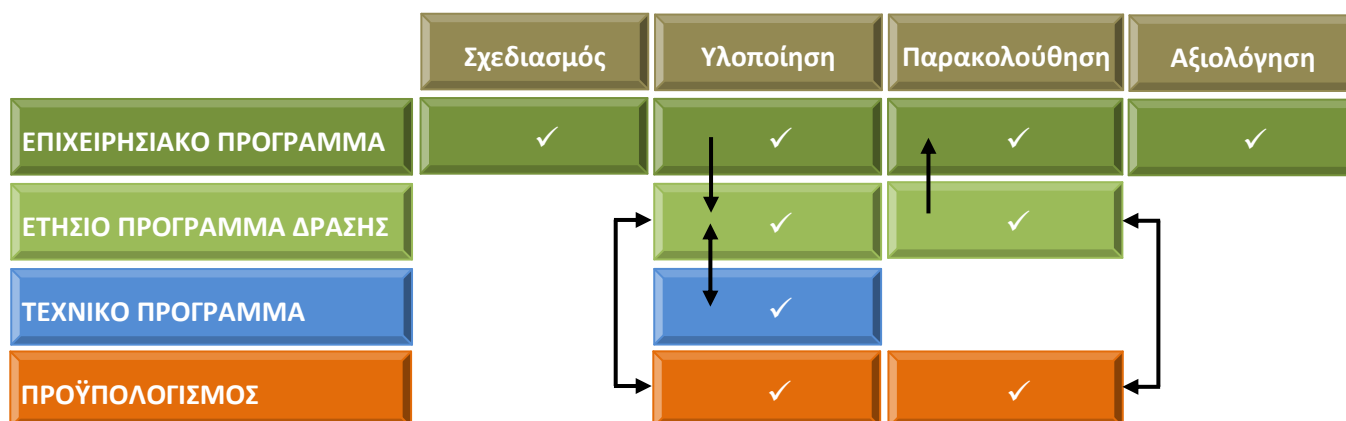 Σχεδιασμός Υλοποίηση Παρακολούθηση Αξιολόγηση
ΕΠΙΧΕΙΡΗΣΙΑΚΟ ΠΡΟΓΡΑΜΜΑ ✓ ✓ ✓ ✓
ΕΤΗΣΙΟ ΠΡΟΓΡΑΜΜΑ ΔΡΑΣΗΣ ✓ ✓
ΤΕΧΝΙΚΟ ΠΡΟΓΡΑΜΜΑ ✓
ΠΡΟΫΠΟΛΟΓΙΣΜΟΣ ✓ ✓